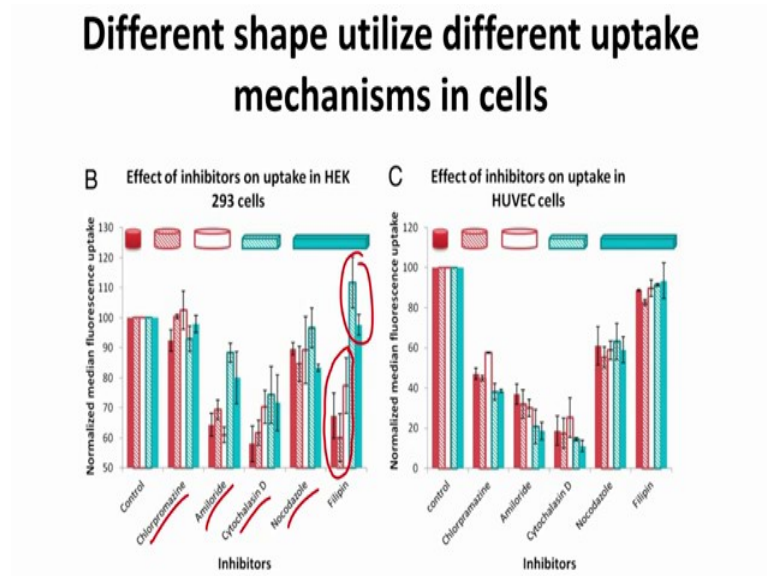 Different shape utilize different uptake
mechanisms in cells
B
Effect of inhibitors on uptake in HEK
293 cells
Normalized median fluorescence uptake
130
120
110
100
90
80
70
60
50
Control
Chlorpromazine
Amiloride
Cytochalasin D
Nocodazole
Filipin
Inhibitors
C
Effect of inhibitors on uptake in
HUVEC cells
Normalized median fluorescence uptake
120
100
80
60
40
20
0
control
Chlorpramazine
Amiloride
Cytochalasin D
Nocodazole
Filipin
Inhibitors